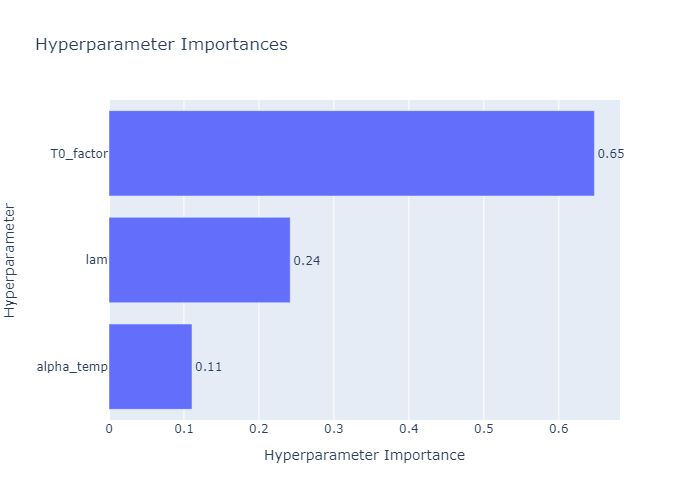 Hyperparameter Importances
Hyperparameter
T0_factor
0.65
lam
0.24
alpha_temp
0.11
0 0.1 0.2 0.3 0.4 0.5 0.6
Hyperparameter Importance